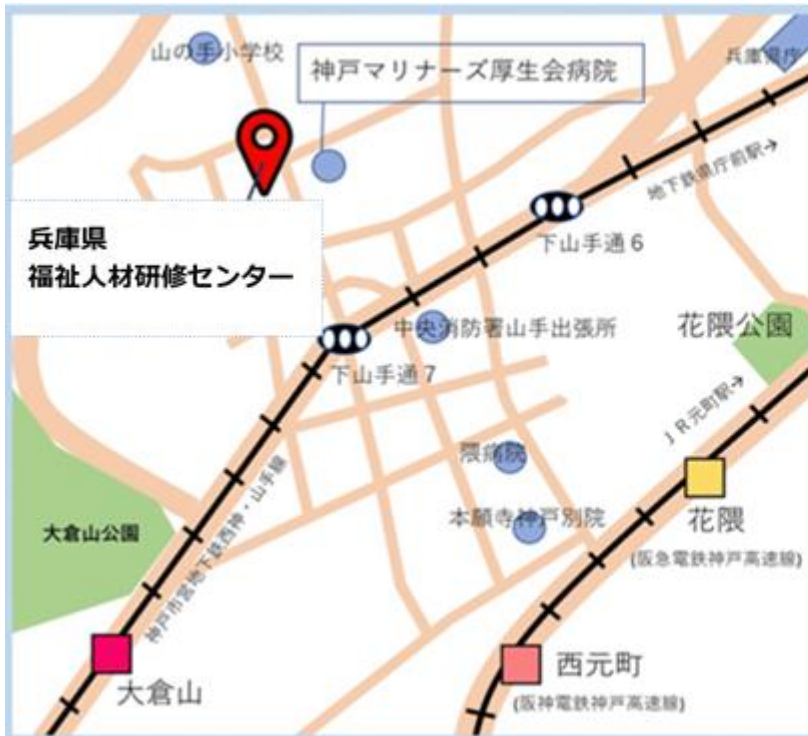 山の手小学校
神戸マリナーズ厚生会病院
兵庫県庁
地下鉄県庁前駅→
兵庫県
福祉人材研修センター
下山手通6
中央消防署山手出張所
花隈公園
下山手通7
JR元町駅→
隈病院
神戸市営地下鉄西神・山手線
大倉山公園
本願寺神戸別院
花隈
(阪急電鉄神戸高速線)
西元町
(阪神電鉄神戸高速線)
大倉山